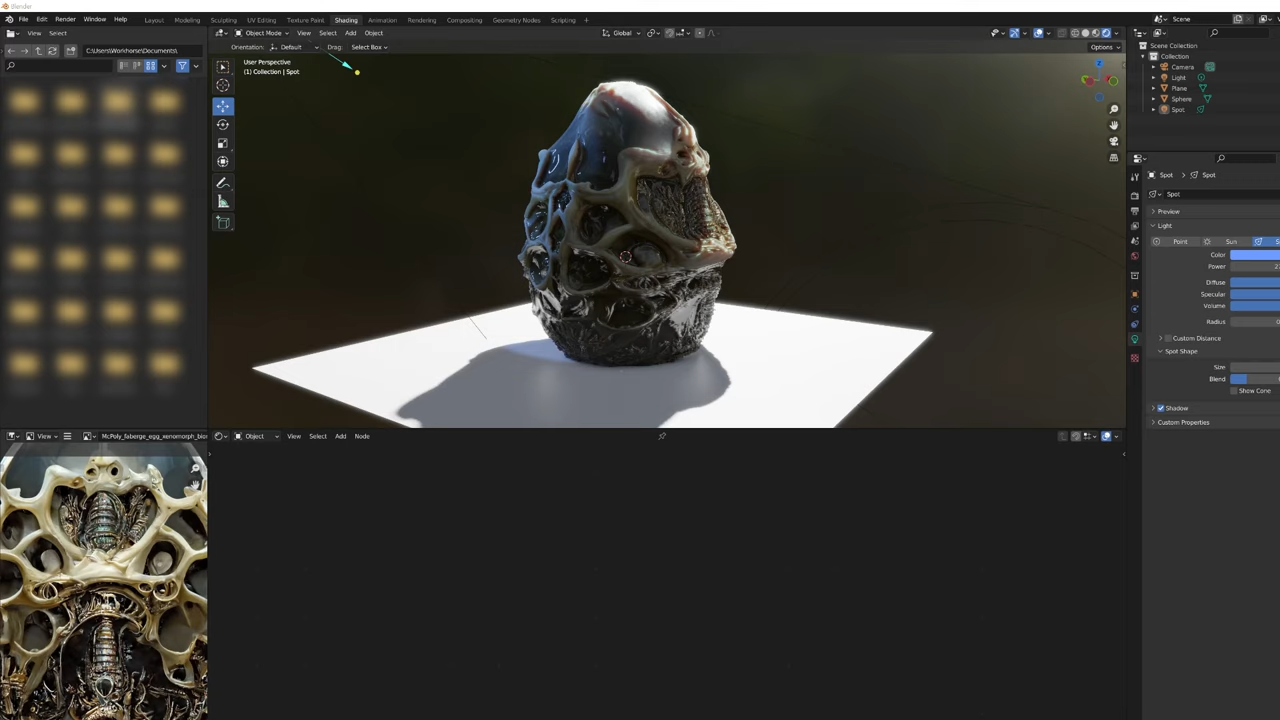 Blender
File Edit Render Window Help Layout Modeling Sculpting UV Editing Texture Paint Shading Animation Rendering Compositing Geometry Nodes Scripting + Scene
View Select
Object Mode View Select Add Object Global
C:\Users\Workhorse\Documents\
Orientation: Default Drag: Select Box Options
User Perspective
(1) Collection | Spot
Scene Collection
Collection
Camera
Light
Plane
Sphere
Spot
Spot > Spot
Spot
Preview
Light
Point Sun S
Color
Power
Diffuse
Specular
Volume
Radius
Custom Distance
Spot Shape
Size
Blend
Show Cone
Shadow
Custom Properties
View McPoly_faberge_egg_xenomorph_bior
Object View Select Add Node